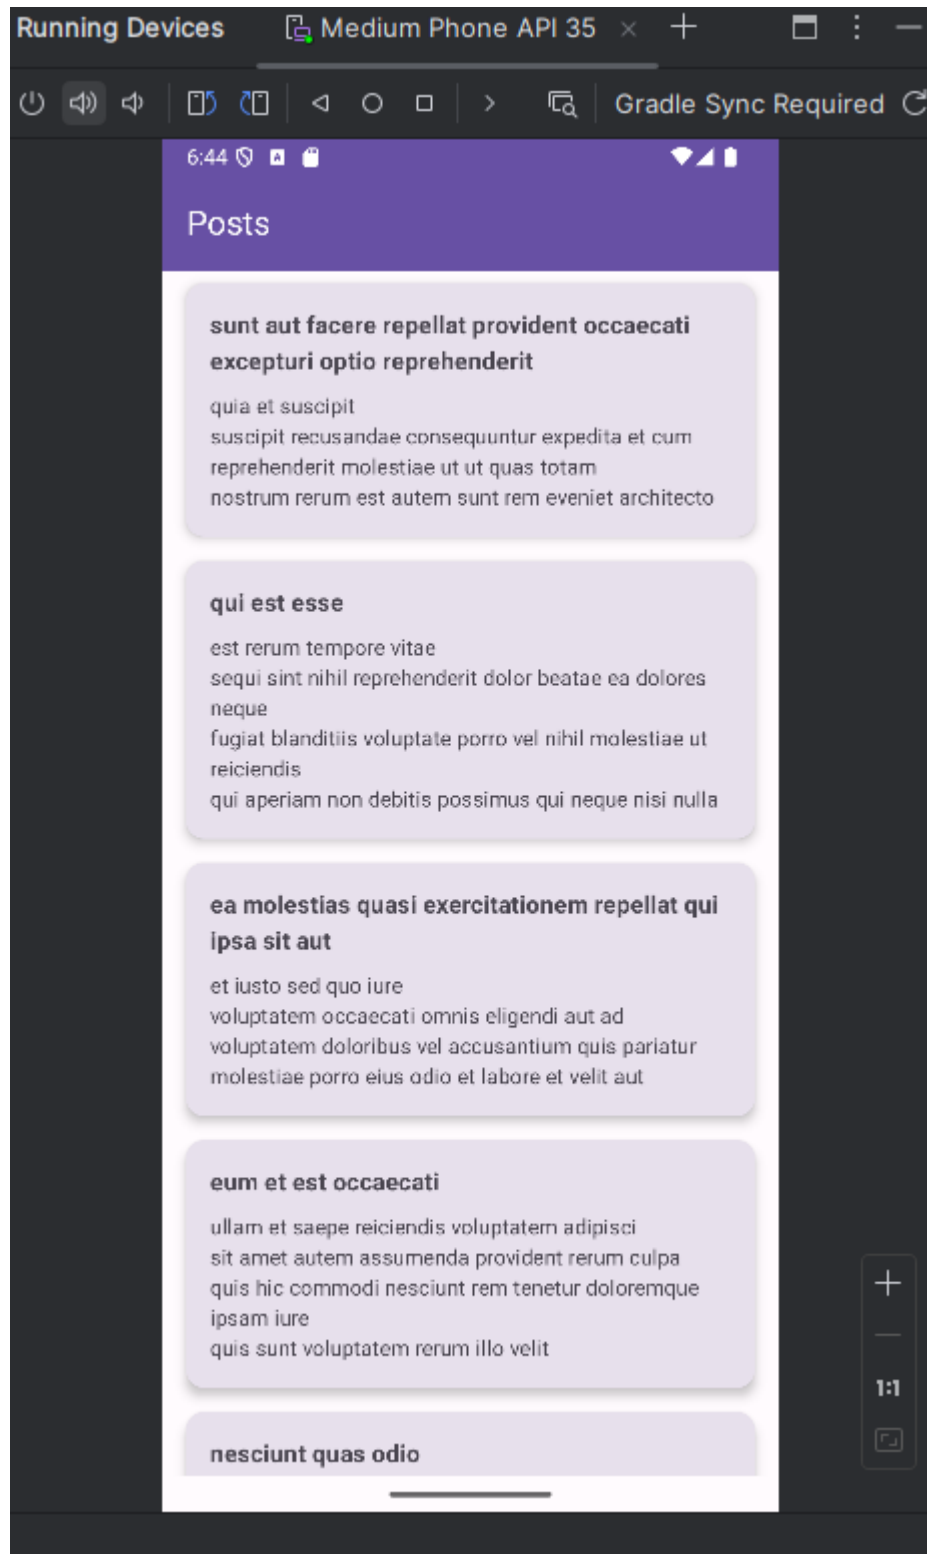 Running Devices
Medium Phone API 35
Gradle Sync Required
6:44
Posts
sunt aut facere repellat provident occaecati
excepturi optio reprehenderit
quia et suscipit
suscipit recusandae consequuntur expedita et cum
reprehenderit molestiae ut ut quas totam
nostrum rerum est autem sunt rem eveniet architecto
qui est esse
est rerum tempore vitae
sequi sint nihil reprehenderit dolor beatae ea dolores
neque
fugiat blanditiis voluptate porro vel nihil molestiae ut
reiciendis
qui aperiam non debitis possimus qui neque nisi nulla
ea molestias quasi exercitationem repellat qui
ipsa sit aut
et iusto sed quo iure
voluptatem occaecati omnis eligendi aut ad
voluptatem doloribus vel accusantium quis pariatur
molestiae porro eius odio et labore et velit aut
eum et est occaecati
ullam et saepe reiciendis voluptatem adipisci
sit amet autem assumenda provident rerum culpa
quis hic commodi nesciunt rem tenetur doloremque
ipsam iure
quis sunt voluptatem rerum illo velit
1:1
nesciunt quas odio